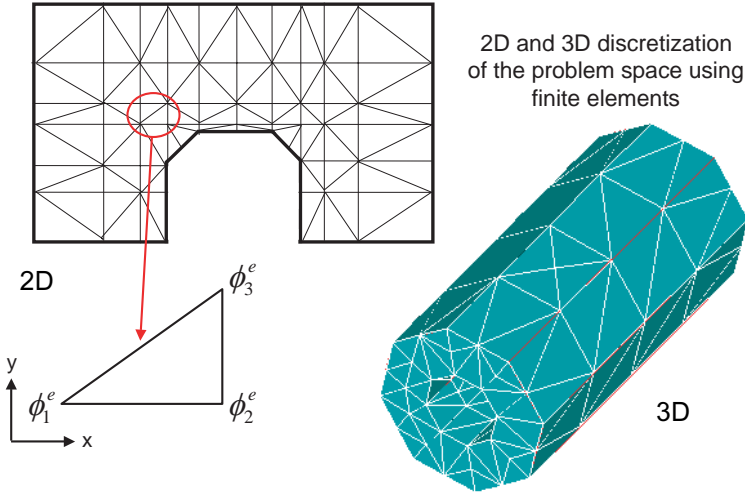 2D and 3D discretization
of the problem space using
finite elements
2D
ϕ₃ᵉ
y
ϕ₁ᵉ
ϕ₂ᵉ
x
3D